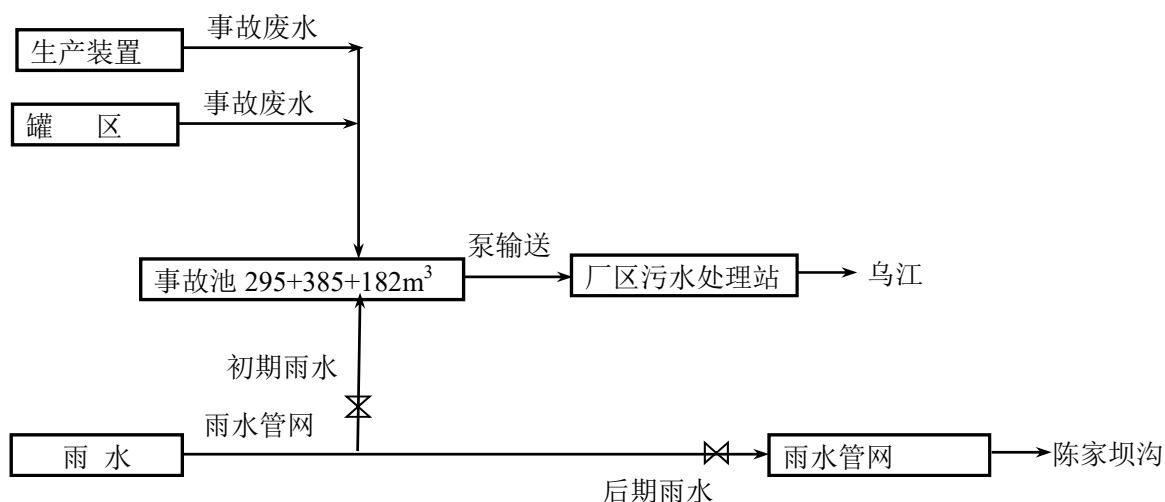 事故废水
生产装置
事故废水
罐 区
泵输送
事故池 295+385+182m³
厂区污水处理站
乌江
初期雨水
雨水管网
雨 水
雨水管网
陈家坝沟
后期雨水